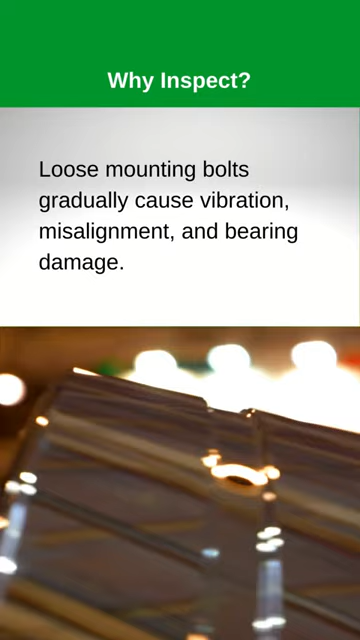 Why Inspect?
Loose mounting bolts
gradually cause vibration,
misalignment, and bearing
damage.